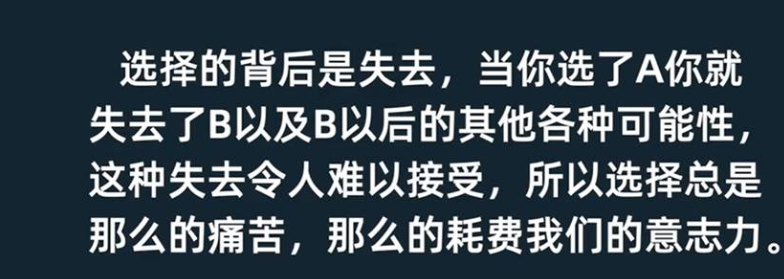 选择的背后是失去，当你选了A你就
失去了B以及B以后的其他各种可能性，
这种失去令人难以接受，所以选择总是
那么的痛苦，那么的耗费我们的意志力。